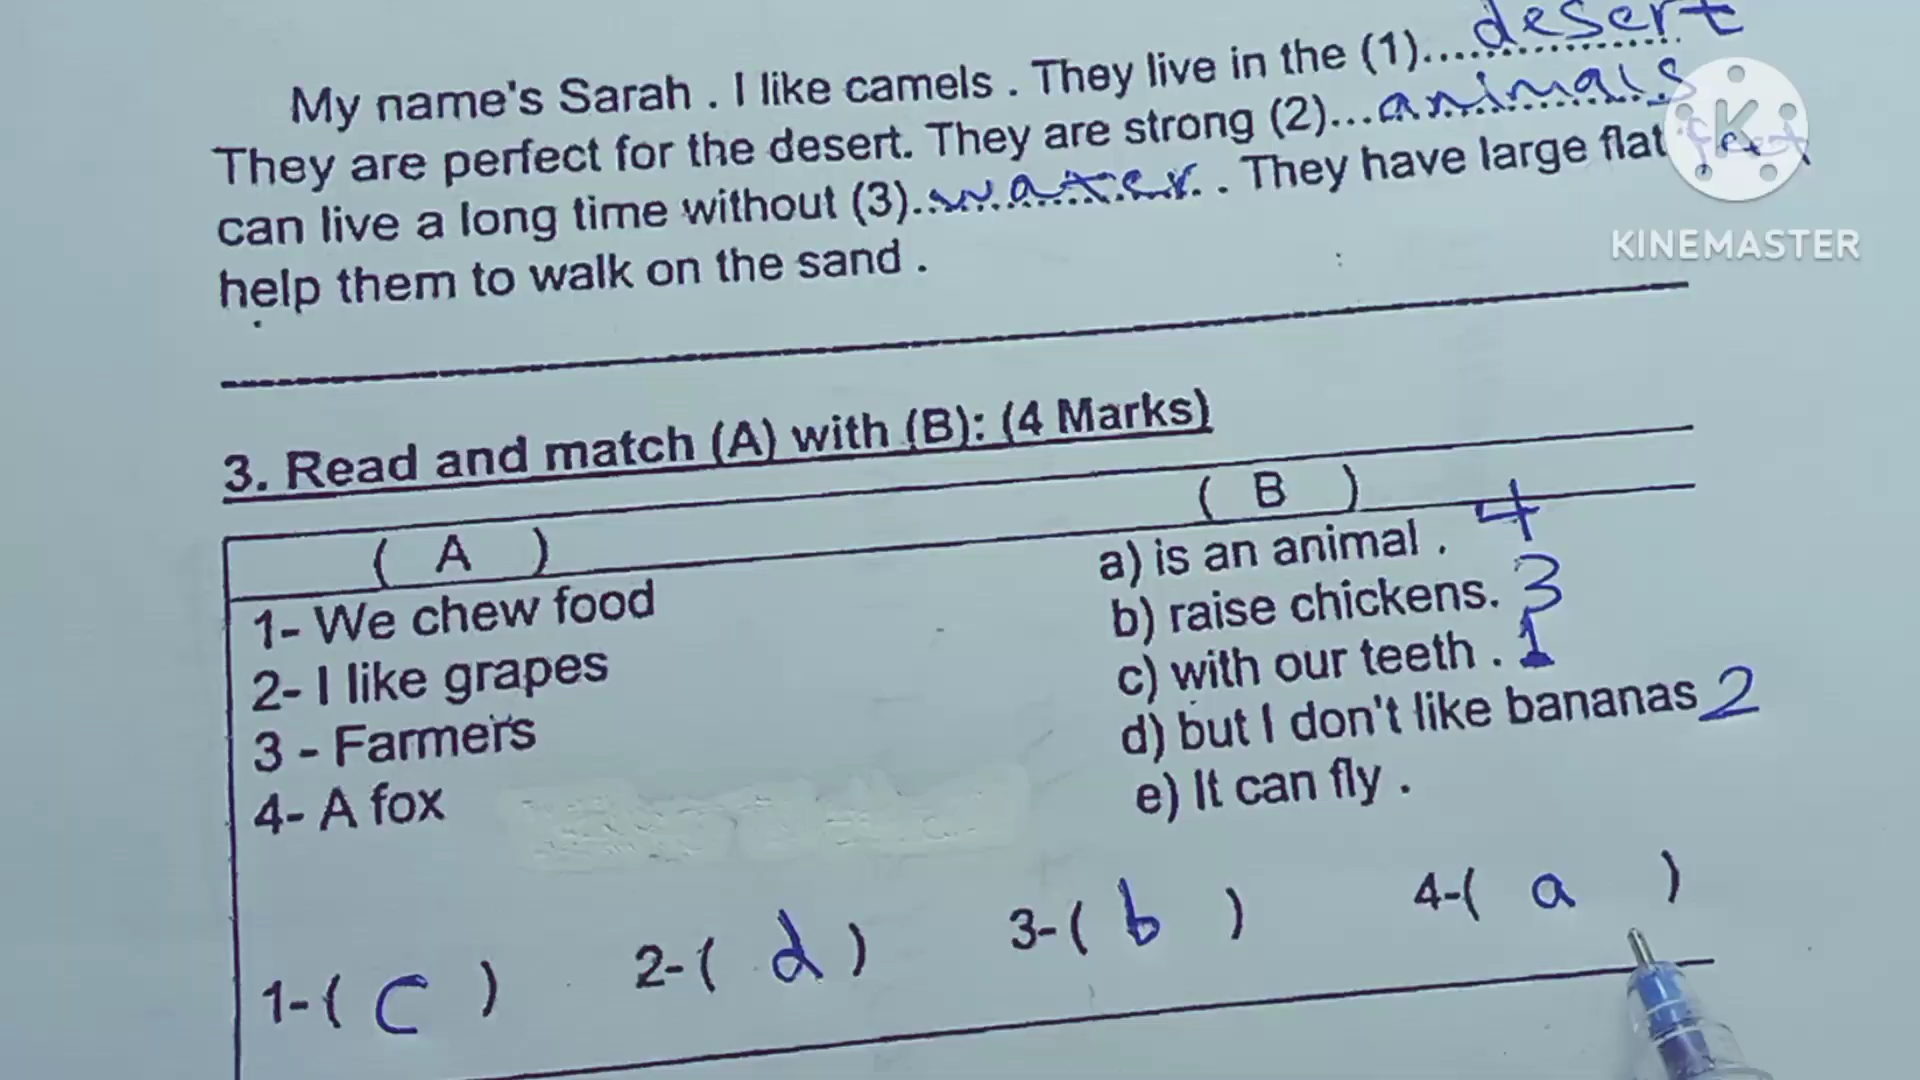 My name's Sarah . I like camels . They live in the (1)....desert
They are perfect for the desert. They are strong (2)...animals
can live a long time without (3)..water.. . They have large flat feet
help them to walk on the sand .
K
KINEMASTER
3. Read and match (A) with (B): (4 Marks)
( A ) ( B )
1- We chew food a) is an animal . 4
2- I like grapes b) raise chickens. 3
3 - Farmers c) with our teeth . 1
4- A fox d) but I don't like bananas 2
e) It can fly .
1-( c ) 2-( d ) 3-( b ) 4-( a )